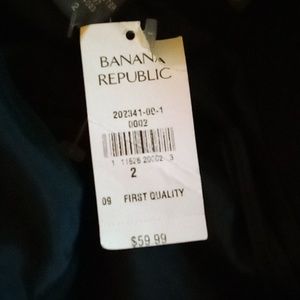 BANANA
REPUBLIC
202341-00-1
0002
2
09 FIRST QUALITY
$59.99